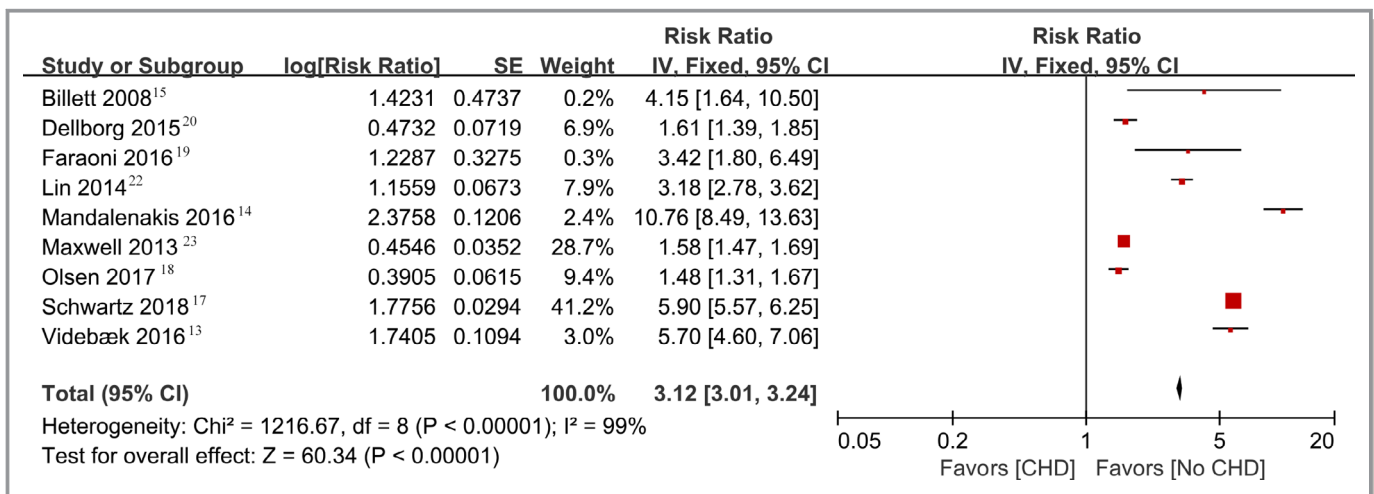 Risk Ratio Risk Ratio
Study or Subgroup log[Risk Ratio] SE Weight IV, Fixed, 95% CI IV, Fixed, 95% CI
Billett 2008¹⁵ 1.4231 0.4737 0.2% 4.15 [1.64, 10.50]
Dellborg 2015²⁰ 0.4732 0.0719 6.9% 1.61 [1.39, 1.85]
Faraoni 2016¹⁹ 1.2287 0.3275 0.3% 3.42 [1.80, 6.49]
Lin 2014²² 1.1559 0.0673 7.9% 3.18 [2.78, 3.62]
Mandalenakis 2016¹⁴ 2.3758 0.1206 2.4% 10.76 [8.49, 13.63]
Maxwell 2013²³ 0.4546 0.0352 28.7% 1.58 [1.47, 1.69]
Olsen 2017¹⁸ 0.3905 0.0615 9.4% 1.48 [1.31, 1.67]
Schwartz 2018¹⁷ 1.7756 0.0294 41.2% 5.90 [5.57, 6.25]
Videbæk 2016¹³ 1.7405 0.1094 3.0% 5.70 [4.60, 7.06]
Total (95% CI) 100.0% 3.12 [3.01, 3.24]
Heterogeneity: Chi² = 1216.67, df = 8 (P < 0.00001); I² = 99%
Test for overall effect: Z = 60.34 (P < 0.00001)
0.05 0.2 1 5 20
Favors [CHD] Favors [No CHD]